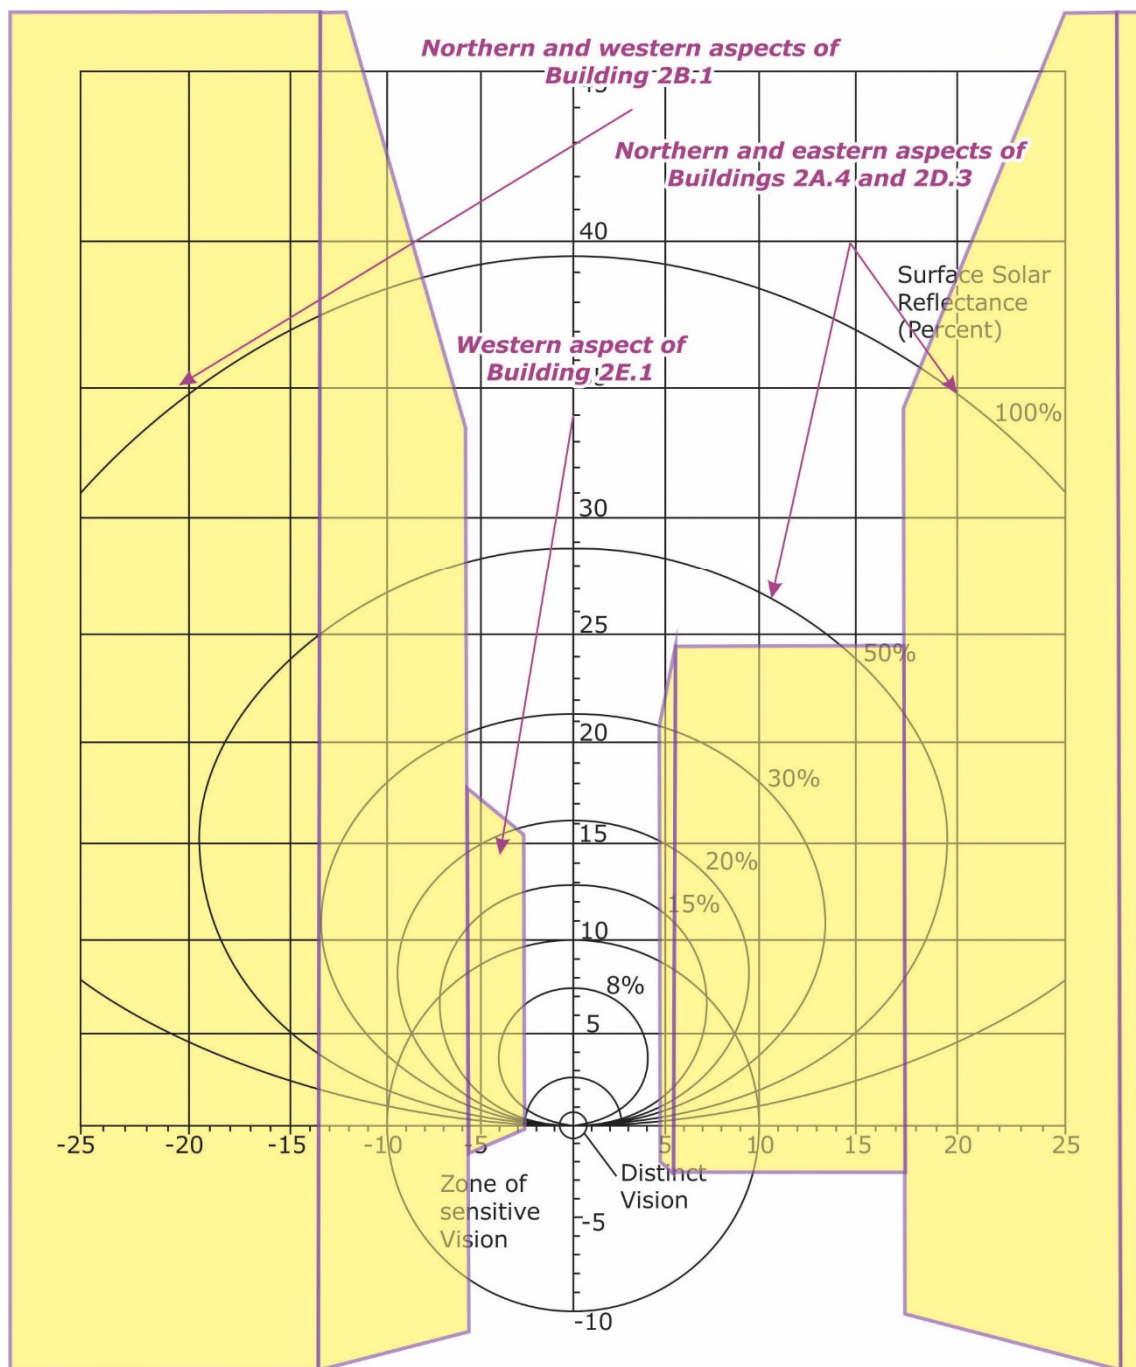 Northern and western aspects of
Building 2B.1
Northern and eastern aspects of
Buildings 2A.4 and 2D.3
40
Surface Solar
Reflectance
(Percent)
Western aspect of
Building 2E.1
100%
30
25
50%
20
30%
15
20%
15%
10
8%
5
-25
-20
-15
-10
-5
5
10
15
20
25
Zone of
sensitive
Vision
Distinct
Vision
-5
-10